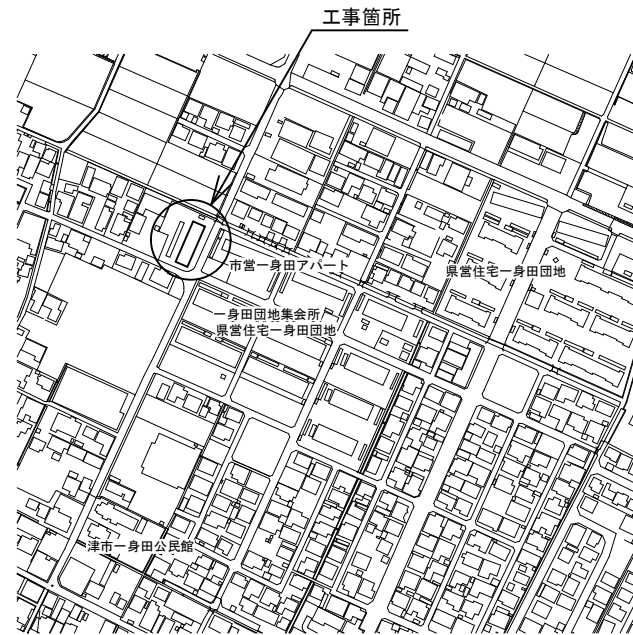 工事箇所
市営一身田アパート
県営住宅一身田団地
一身田団地集会所
県営住宅一身田団地
津市一身田公民館